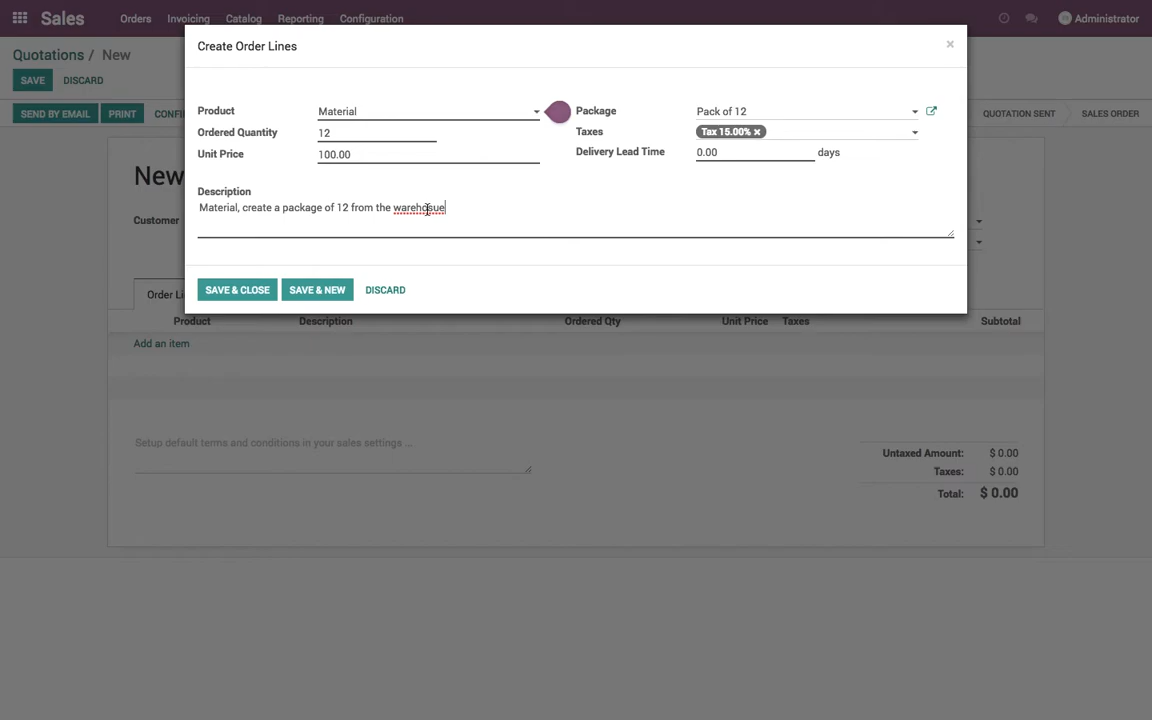 Sales Orders Invoicing Catalog Reporting Configuration Administrator
Create Order Lines ×
Quotations / New
SAVE DISCARD
SEND BY EMAIL PRINT CONFI QUOTATION SENT SALES ORDER
Product Material Package Pack of 12
Ordered Quantity 12 Taxes Tax 15.00% ×
Unit Price 100.00 Delivery Lead Time 0.00 days
New
Description
Material, create a package of 12 from the warehosue
Customer
SAVE & CLOSE SAVE & NEW DISCARD
Order Li
Product Description Ordered Qty Unit Price Taxes Subtotal
Add an item
Setup default terms and conditions in your sales settings ...
Untaxed Amount: $ 0.00
Taxes: $ 0.00
Total: $ 0.00